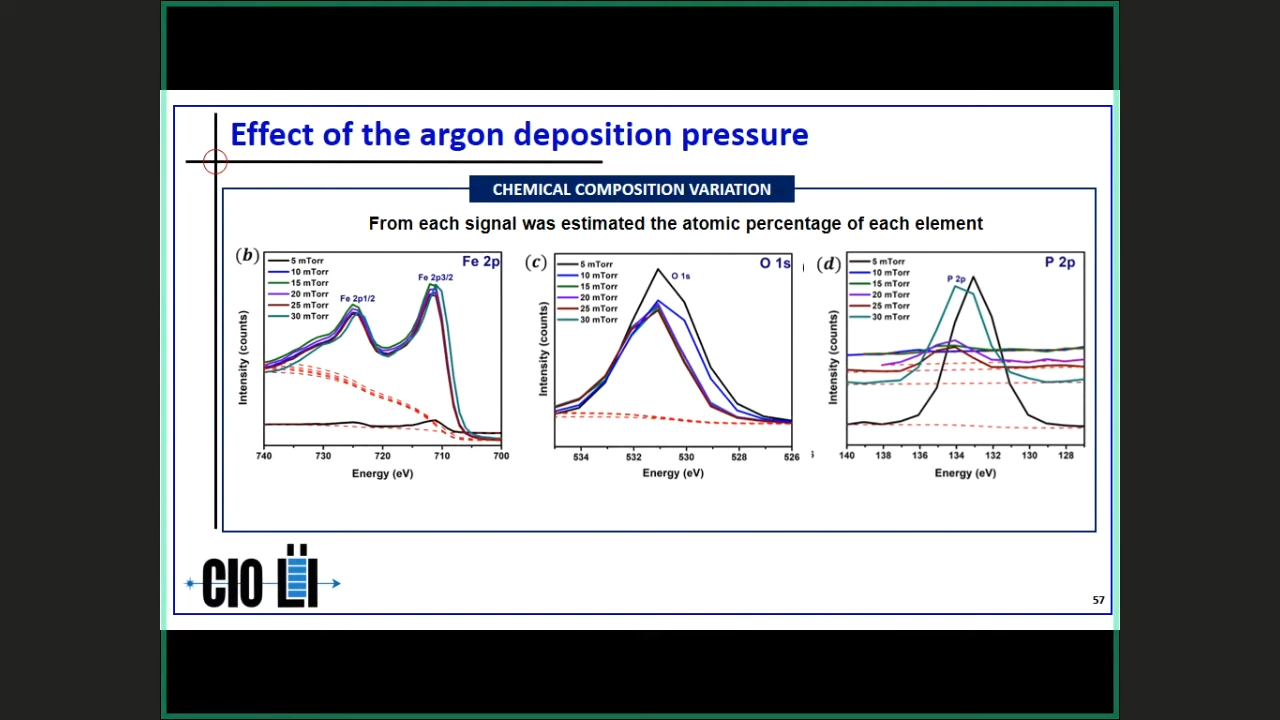 Effect of the argon deposition pressure
CHEMICAL COMPOSITION VARIATION
From each signal was estimated the atomic percentage of each element
(b)
Fe 2p
5 mTorr
10 mTorr
15 mTorr
20 mTorr
25 mTorr
30 mTorr
Fe 2p1/2
Fe 2p3/2
Intensity (counts)
740 730 720 710 700
Energy (eV)
(c)
O 1s
5 mTorr
10 mTorr
15 mTorr
20 mTorr
25 mTorr
30 mTorr
O 1s
Intensity (counts)
534 532 530 528 526
Energy (eV)
(d)
P 2p
5 mTorr
10 mTorr
15 mTorr
20 mTorr
25 mTorr
30 mTorr
P 2p
Intensity (counts)
140 138 136 134 132 130 128
Energy (eV)
CIO LI
57